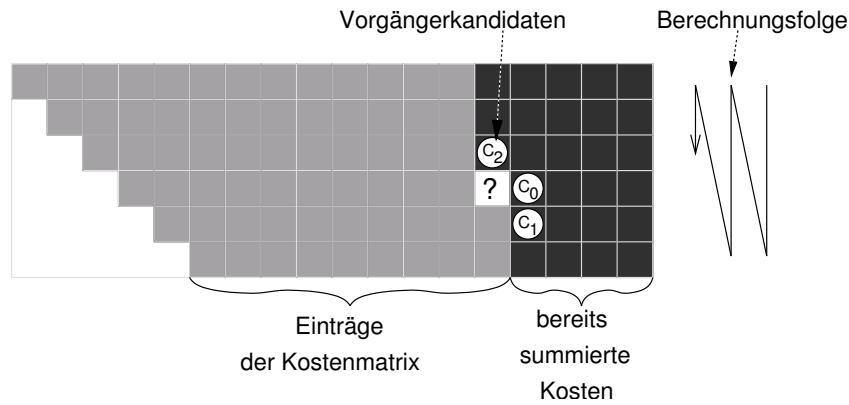 Vorgängerkandidaten
Berechnungsfolge
C2
?
C0
C1
Einträge
der Kostenmatrix
bereits
summierte
Kosten